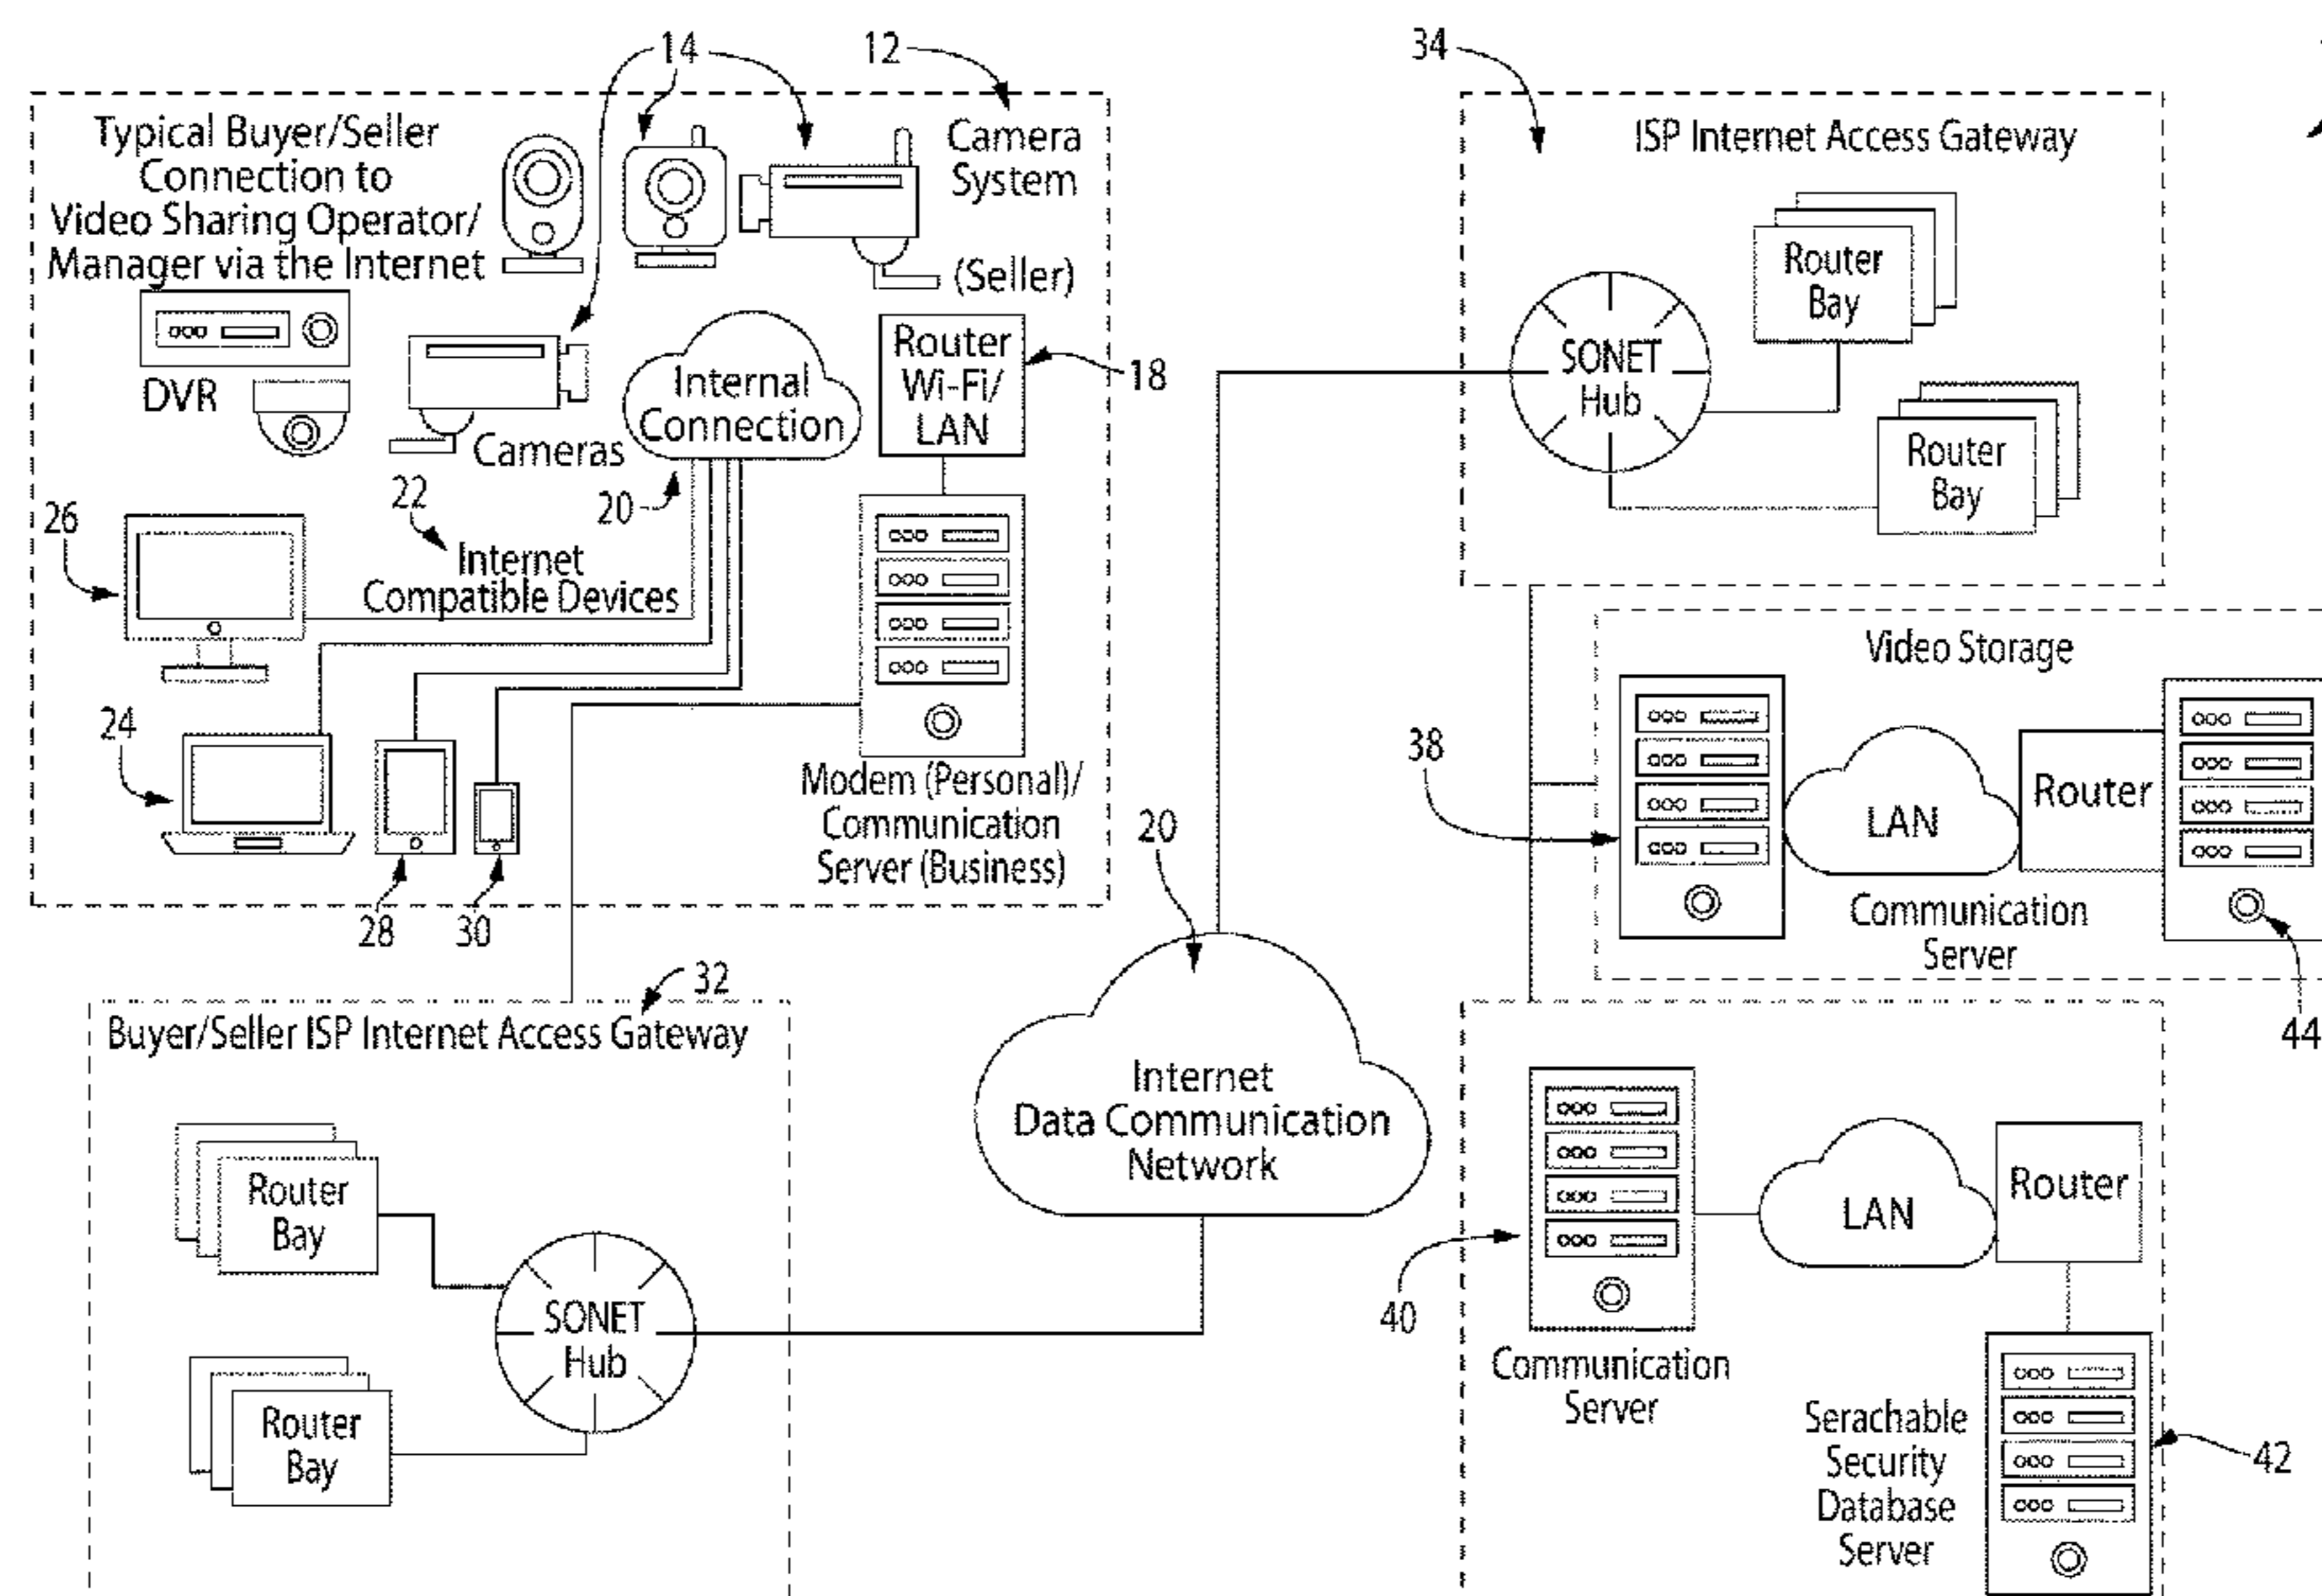 14
12
34
Typical Buyer/Seller
Connection to
Video Sharing Operator/
Manager via the Internet
Camera
System
(Seller)
DVR
Cameras
Internal
Connection
20
Router
Wi-Fi/
LAN
18
22
Internet
Compatible Devices
26
24
28
30
Modem (Personal)/
Communication
Server (Business)
32
Buyer/Seller ISP Internet Access Gateway
Router
Bay
Router
Bay
SONET
Hub
20
Internet
Data Communication
Network
ISP Internet Access Gateway
SONET
Hub
Router
Bay
Router
Bay
Video Storage
38
LAN
Router
Communication
Server
44
40
Communication
Server
LAN
Router
Serachable
Security
Database
Server
42